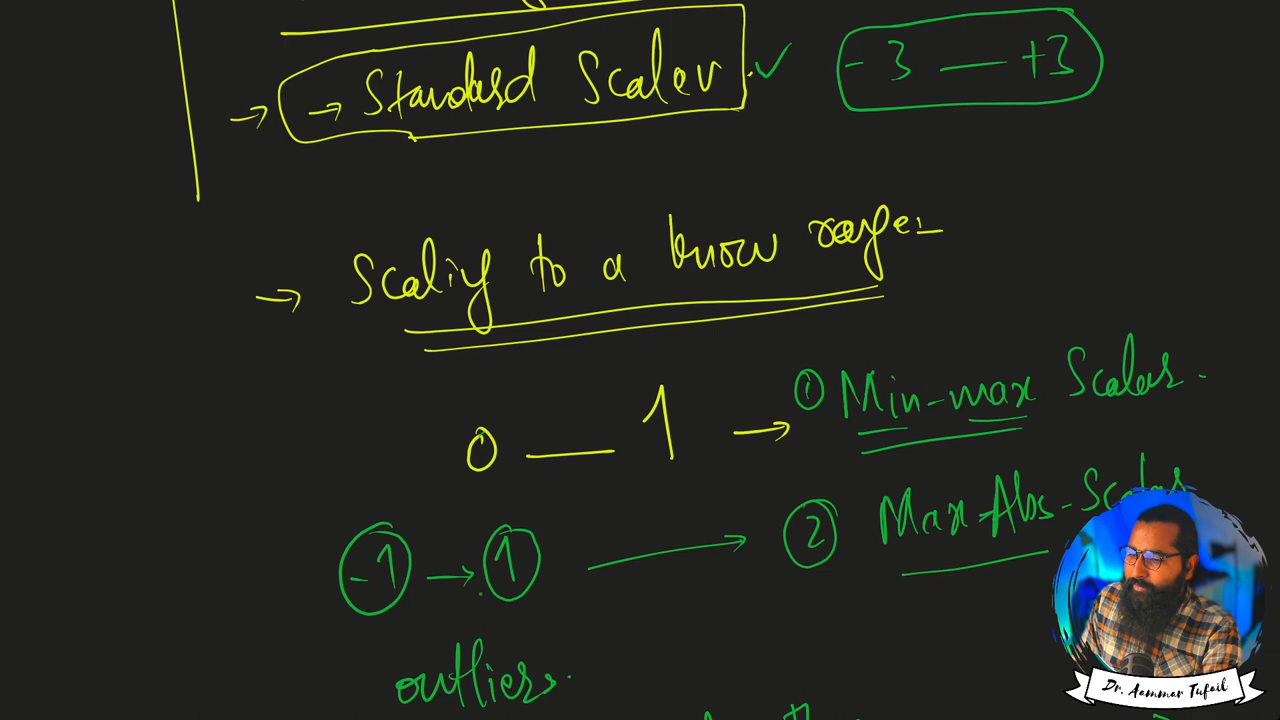 → → Standard Scaler . ✓ -3 — +3
→ Scaling to a know range
0 — 1 → ① Min-max Scaler.
-1 → 1 → ② Max-Abs-Scaler
outliers.
Dr. Aammar Tufail